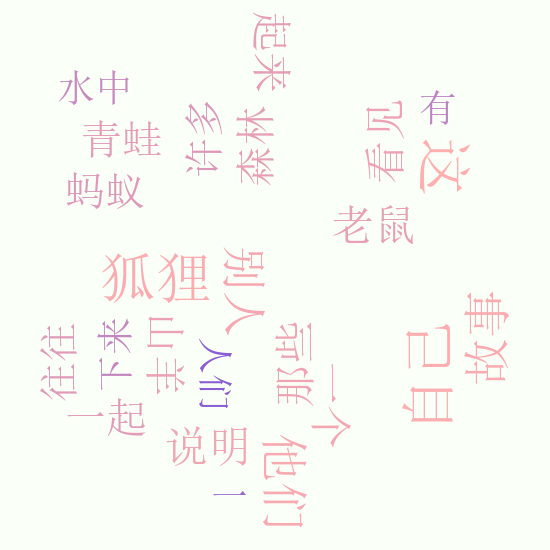 起来
水中
有
青蛙
许多
森林
看见
这
蚂蚁
老鼠
狐狸
别人
往往
下来
山羊
人们
那些
自己
故事
一个
一起
说明
他们
一